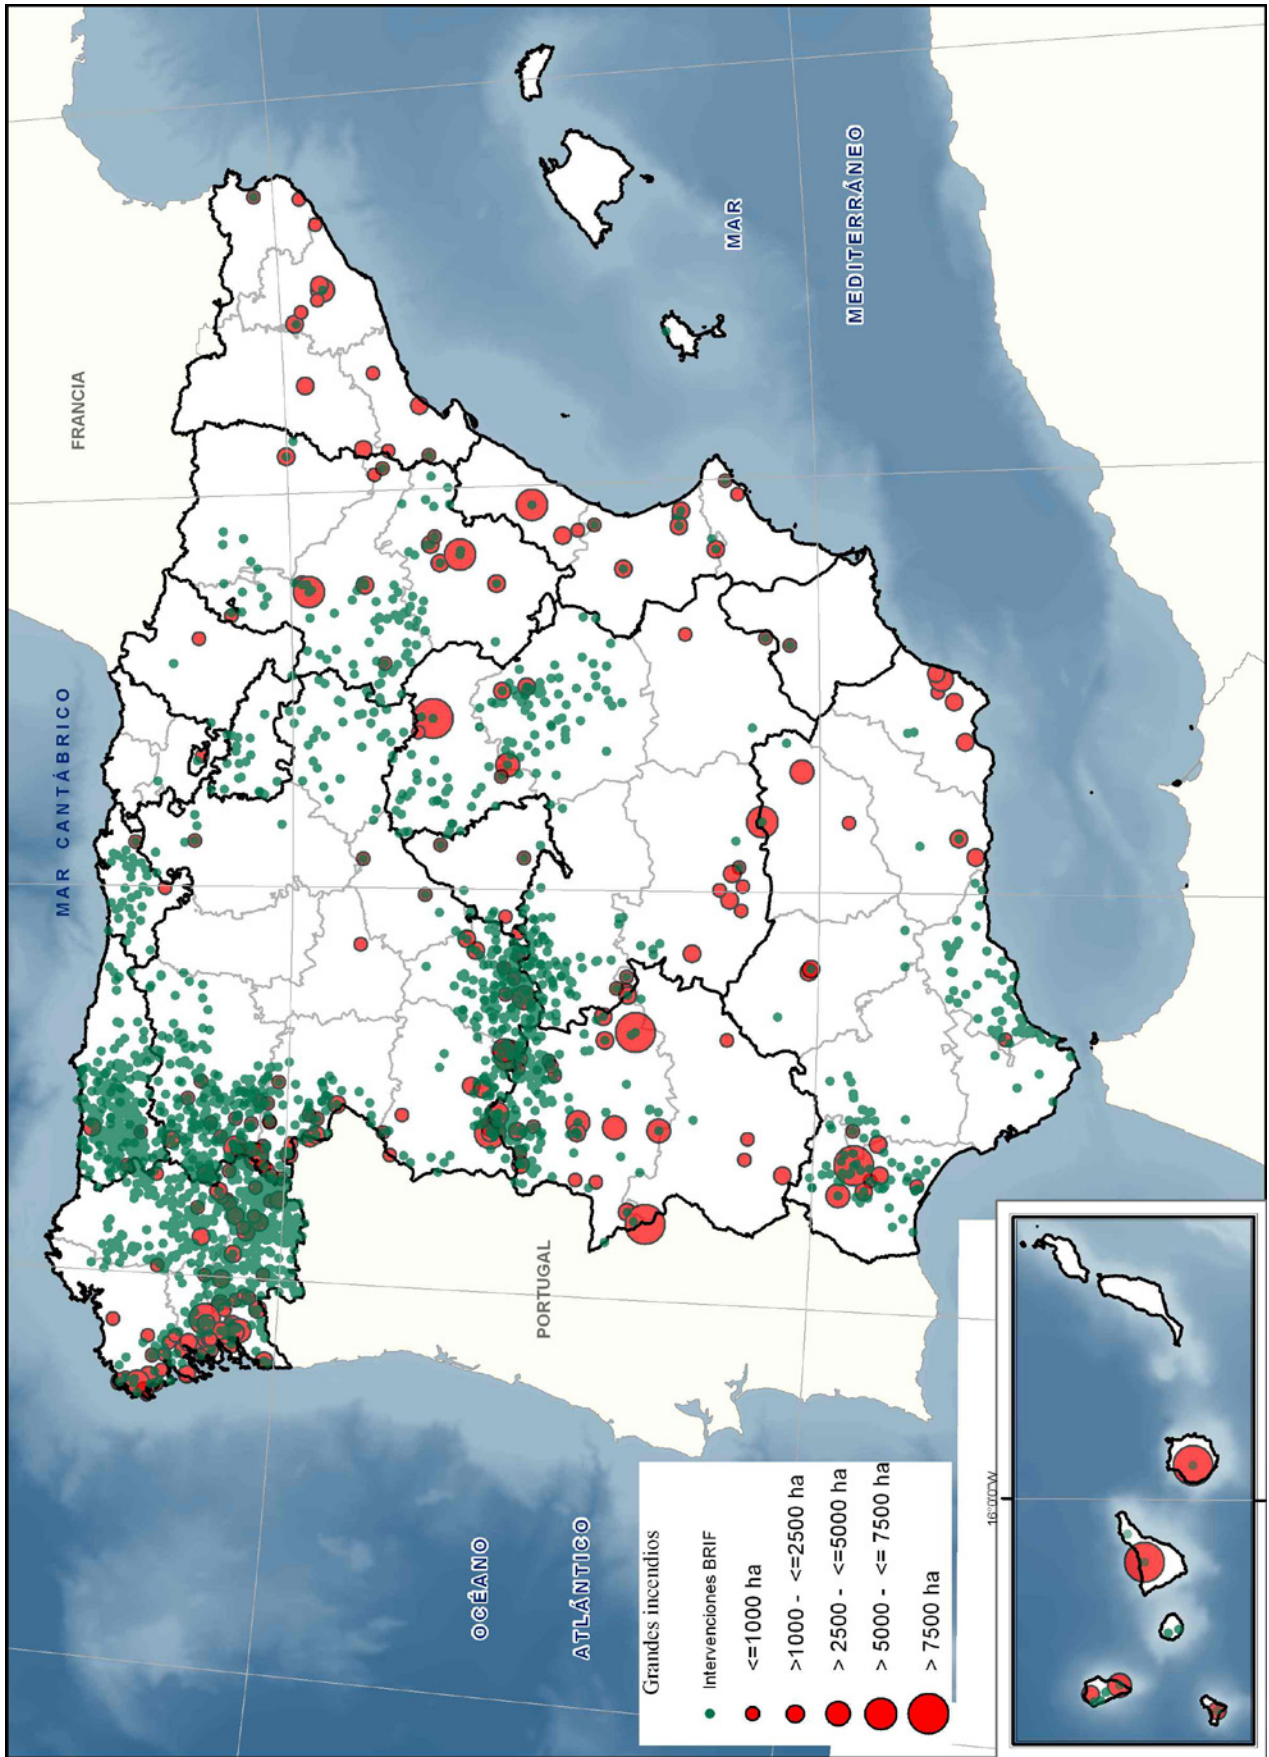 MAR CANTÁBRICO
FRANCIA
MAR
MEDITERRÁNEO
PORTUGAL
OCÉANO
ATLÁNTICO
Grandes incendios
Intervenciones BRIF
<=1000 ha
>1000 - <=2500 ha
> 2500 - <=5000 ha
> 5000 - <= 7500 ha
> 7500 ha
16°0'0"W